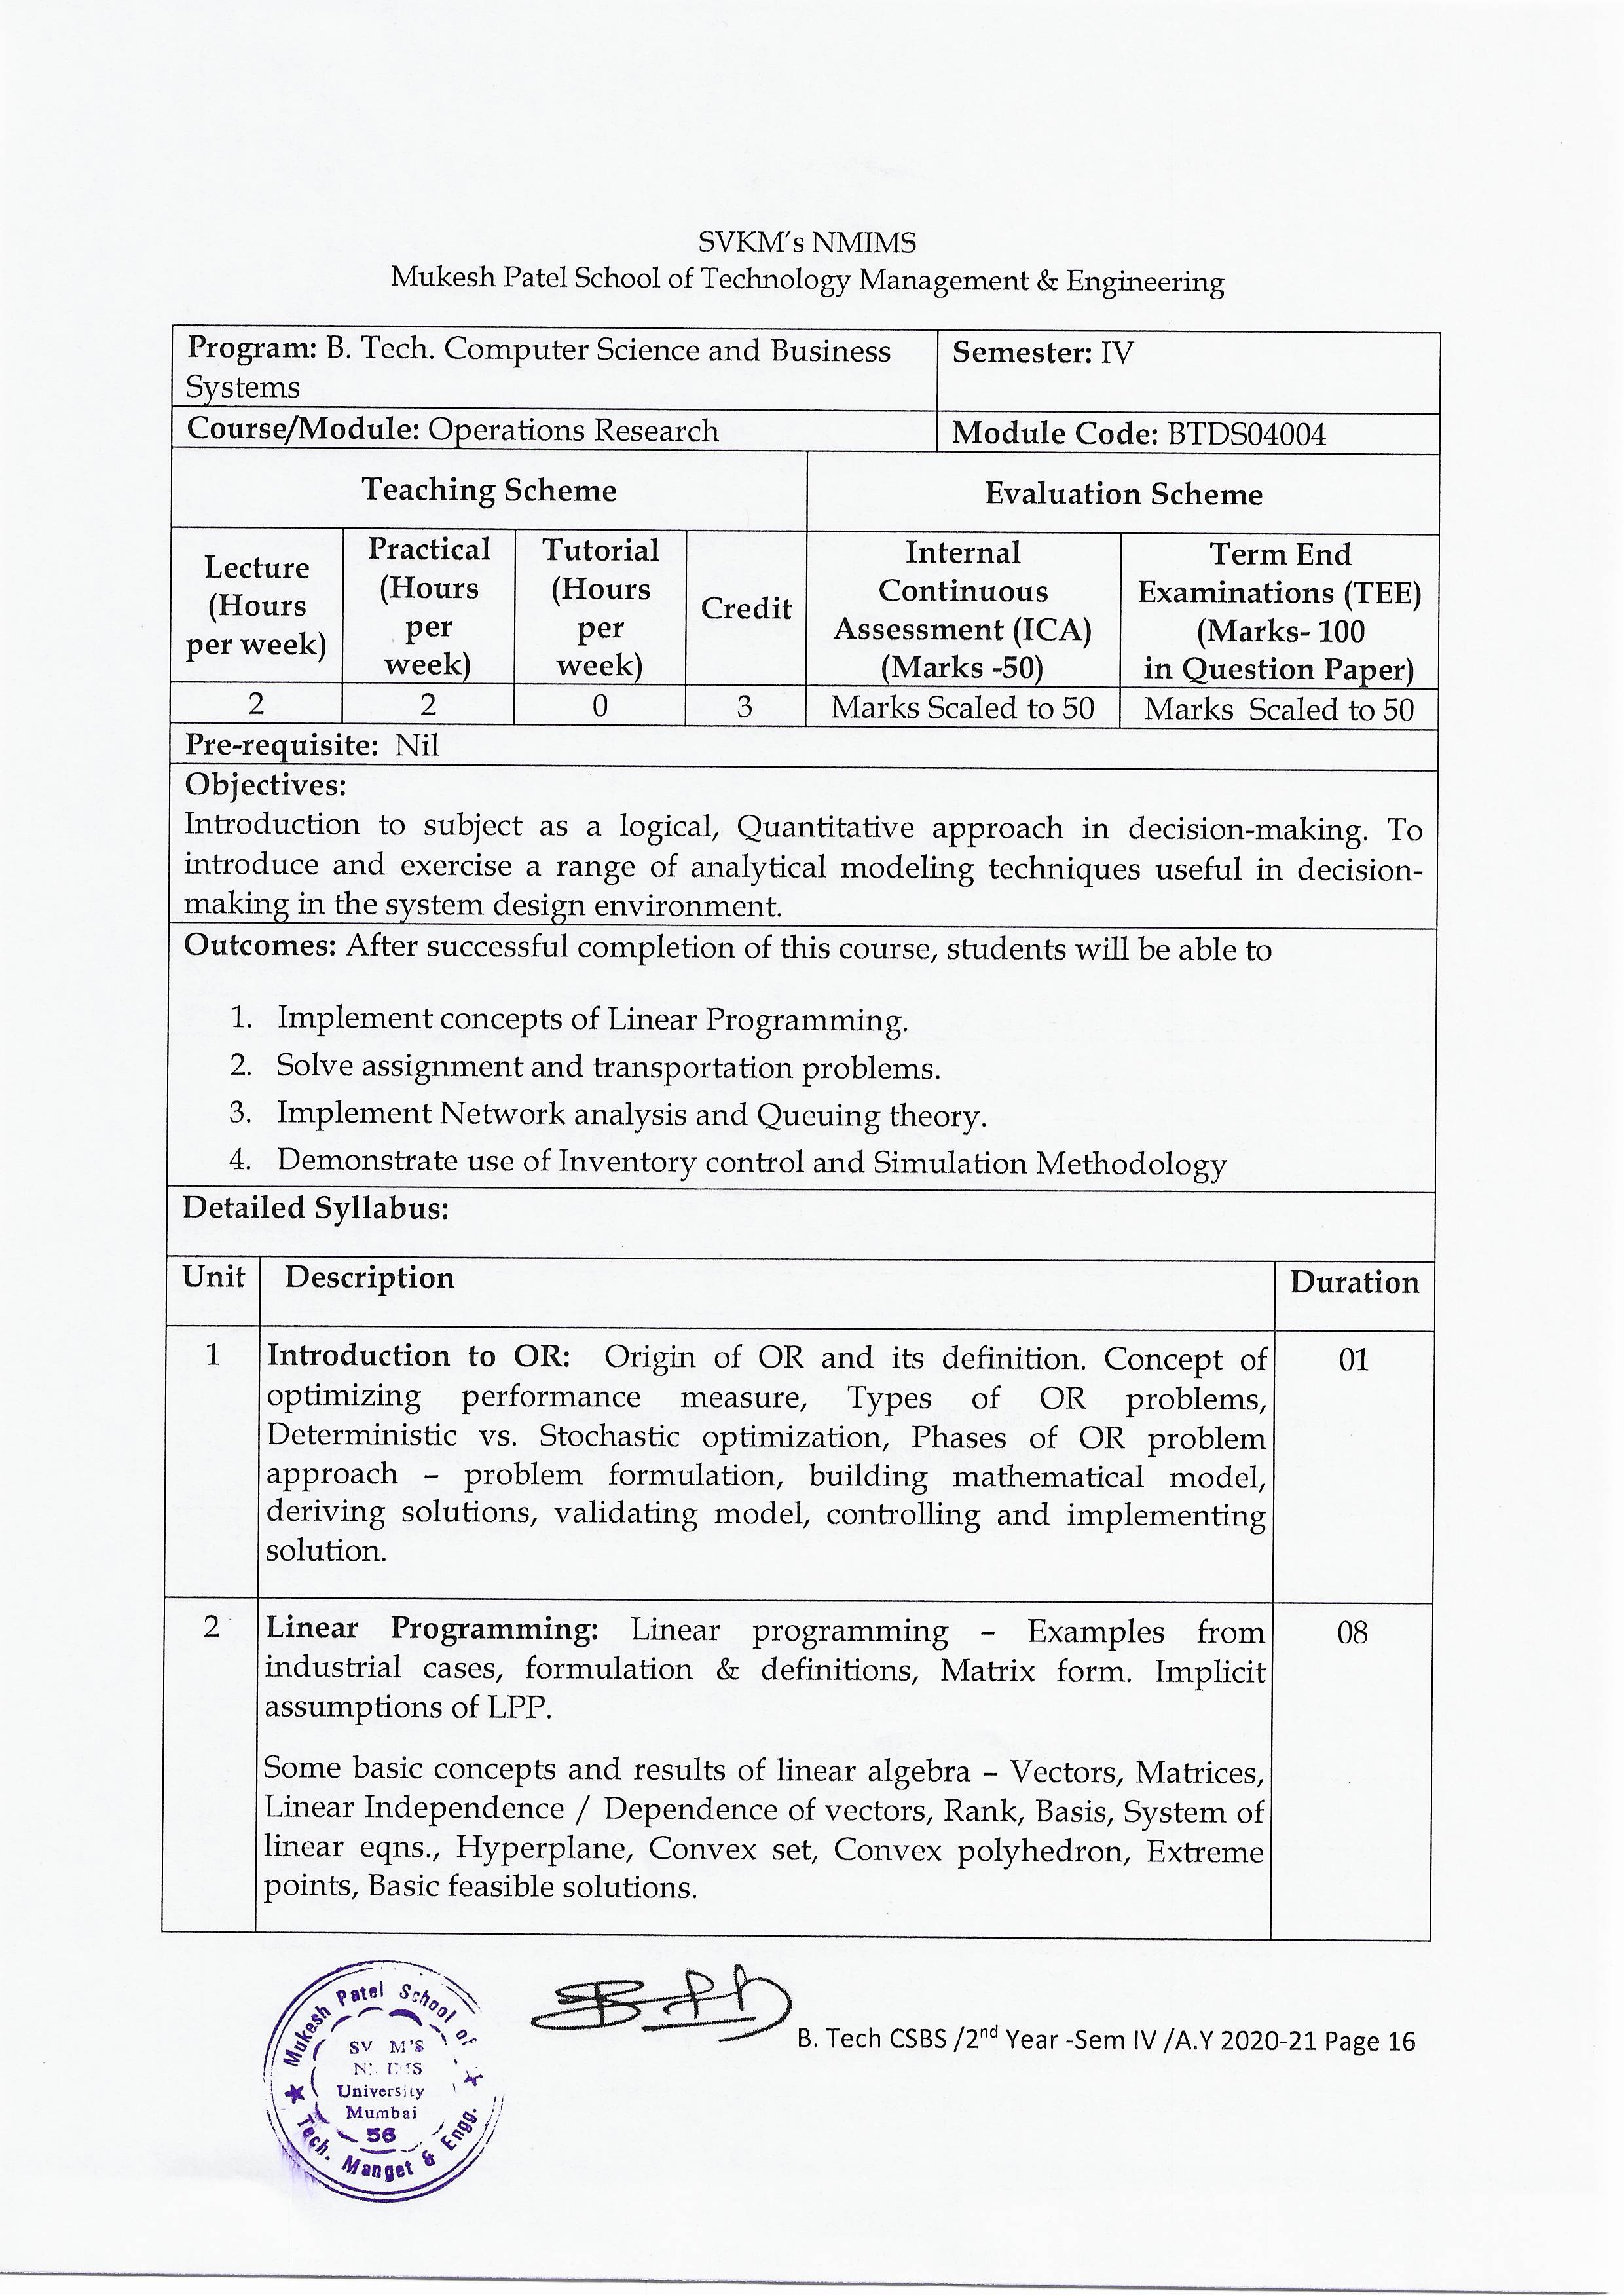 SVKM's NMIMS
Mukesh Patel School of Technology Management & Engineering
Program: B. Tech. Computer Science and Business
Systems
Semester: IV
Course/Module: Operations Research
Module Code: BTDS04004
Teaching Scheme
Evaluation Scheme
Lecture
(Hours
per week)
Practical
(Hours
per
week)
Tutorial
(Hours
per
week)
Credit
Internal
Continuous
Assessment (ICA)
(Marks -50)
Term End
Examinations (TEE)
(Marks- 100
in Question Paper)
2
2
0
3
Marks Scaled to 50
Marks Scaled to 50
Pre-requisite: Nil
Objectives:
Introduction to subject as a logical, Quantitative approach in decision-making. To
introduce and exercise a range of analytical modeling techniques useful in decision-
making in the system design environment.
Outcomes: After successful completion of this course, students will be able to
1. Implement concepts of Linear Programming.
2. Solve assignment and transportation problems.
3. Implement Network analysis and Queuing theory.
4. Demonstrate use of Inventory control and Simulation Methodology
Detailed Syllabus:
Unit
Description
Duration
1
Introduction to OR: Origin of OR and its definition. Concept of
optimizing performance measure, Types of OR problems,
Deterministic vs. Stochastic optimization, Phases of OR problem
approach – problem formulation, building mathematical model,
deriving solutions, validating model, controlling and implementing
solution.
01
2
Linear Programming: Linear programming – Examples from
industrial cases, formulation & definitions, Matrix form. Implicit
assumptions of LPP.
Some basic concepts and results of linear algebra – Vectors, Matrices,
Linear Independence / Dependence of vectors, Rank, Basis, System of
linear eqns., Hyperplane, Convex set, Convex polyhedron, Extreme
points, Basic feasible solutions.
08
Mukesh Patel School of
Tech. Manget & Engg.
University
Mumbai
56
B. Tech CSBS /2nd Year -Sem IV /A.Y 2020-21 Page 16